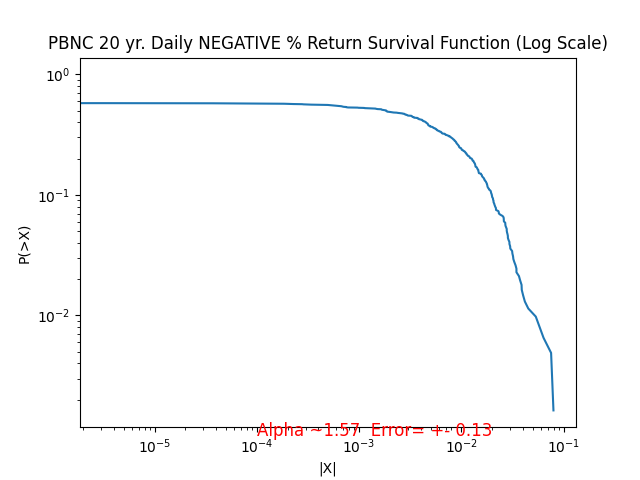 PBNC 20 yr. Daily NEGATIVE % Return Survival Function (Log Scale)
10⁰
10⁻¹
10⁻²
P(>X)
Alpha ~1.57 Error= +- 0.13
10⁻⁵ 10⁻⁴ 10⁻³ 10⁻² 10⁻¹
|X|